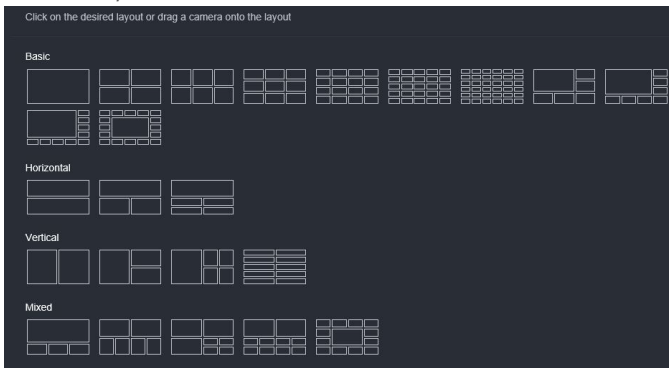 Click on the desired layout or drag a camera onto the layout
Basic
Horizontal
Vertical
Mixed